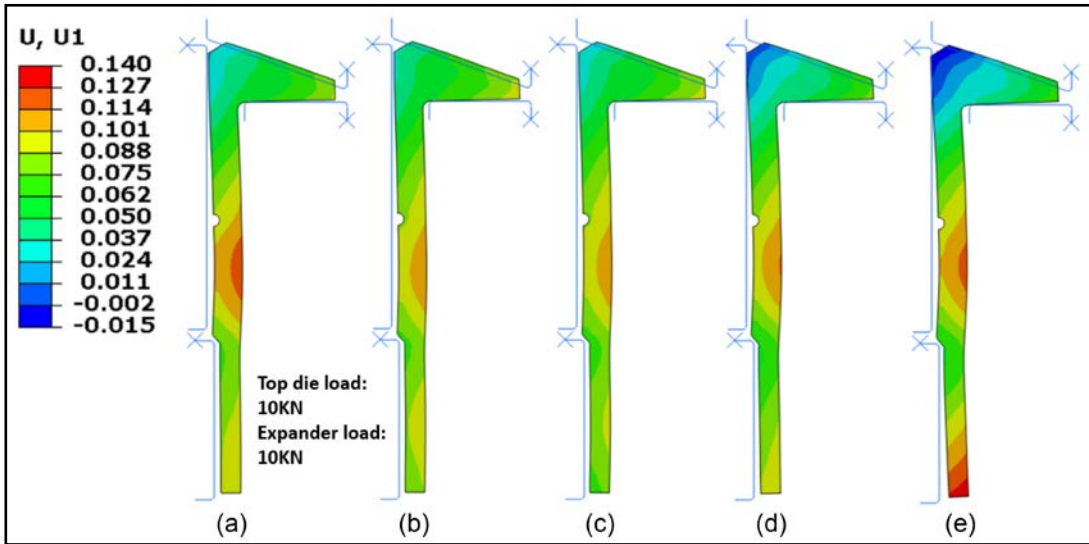 U, U1
0.140
0.127
0.114
0.101
0.088
0.075
0.062
0.050
0.037
0.024
0.011
-0.002
-0.015
Top die load:
10KN
Expander load:
10KN
(a) (b) (c) (d) (e)